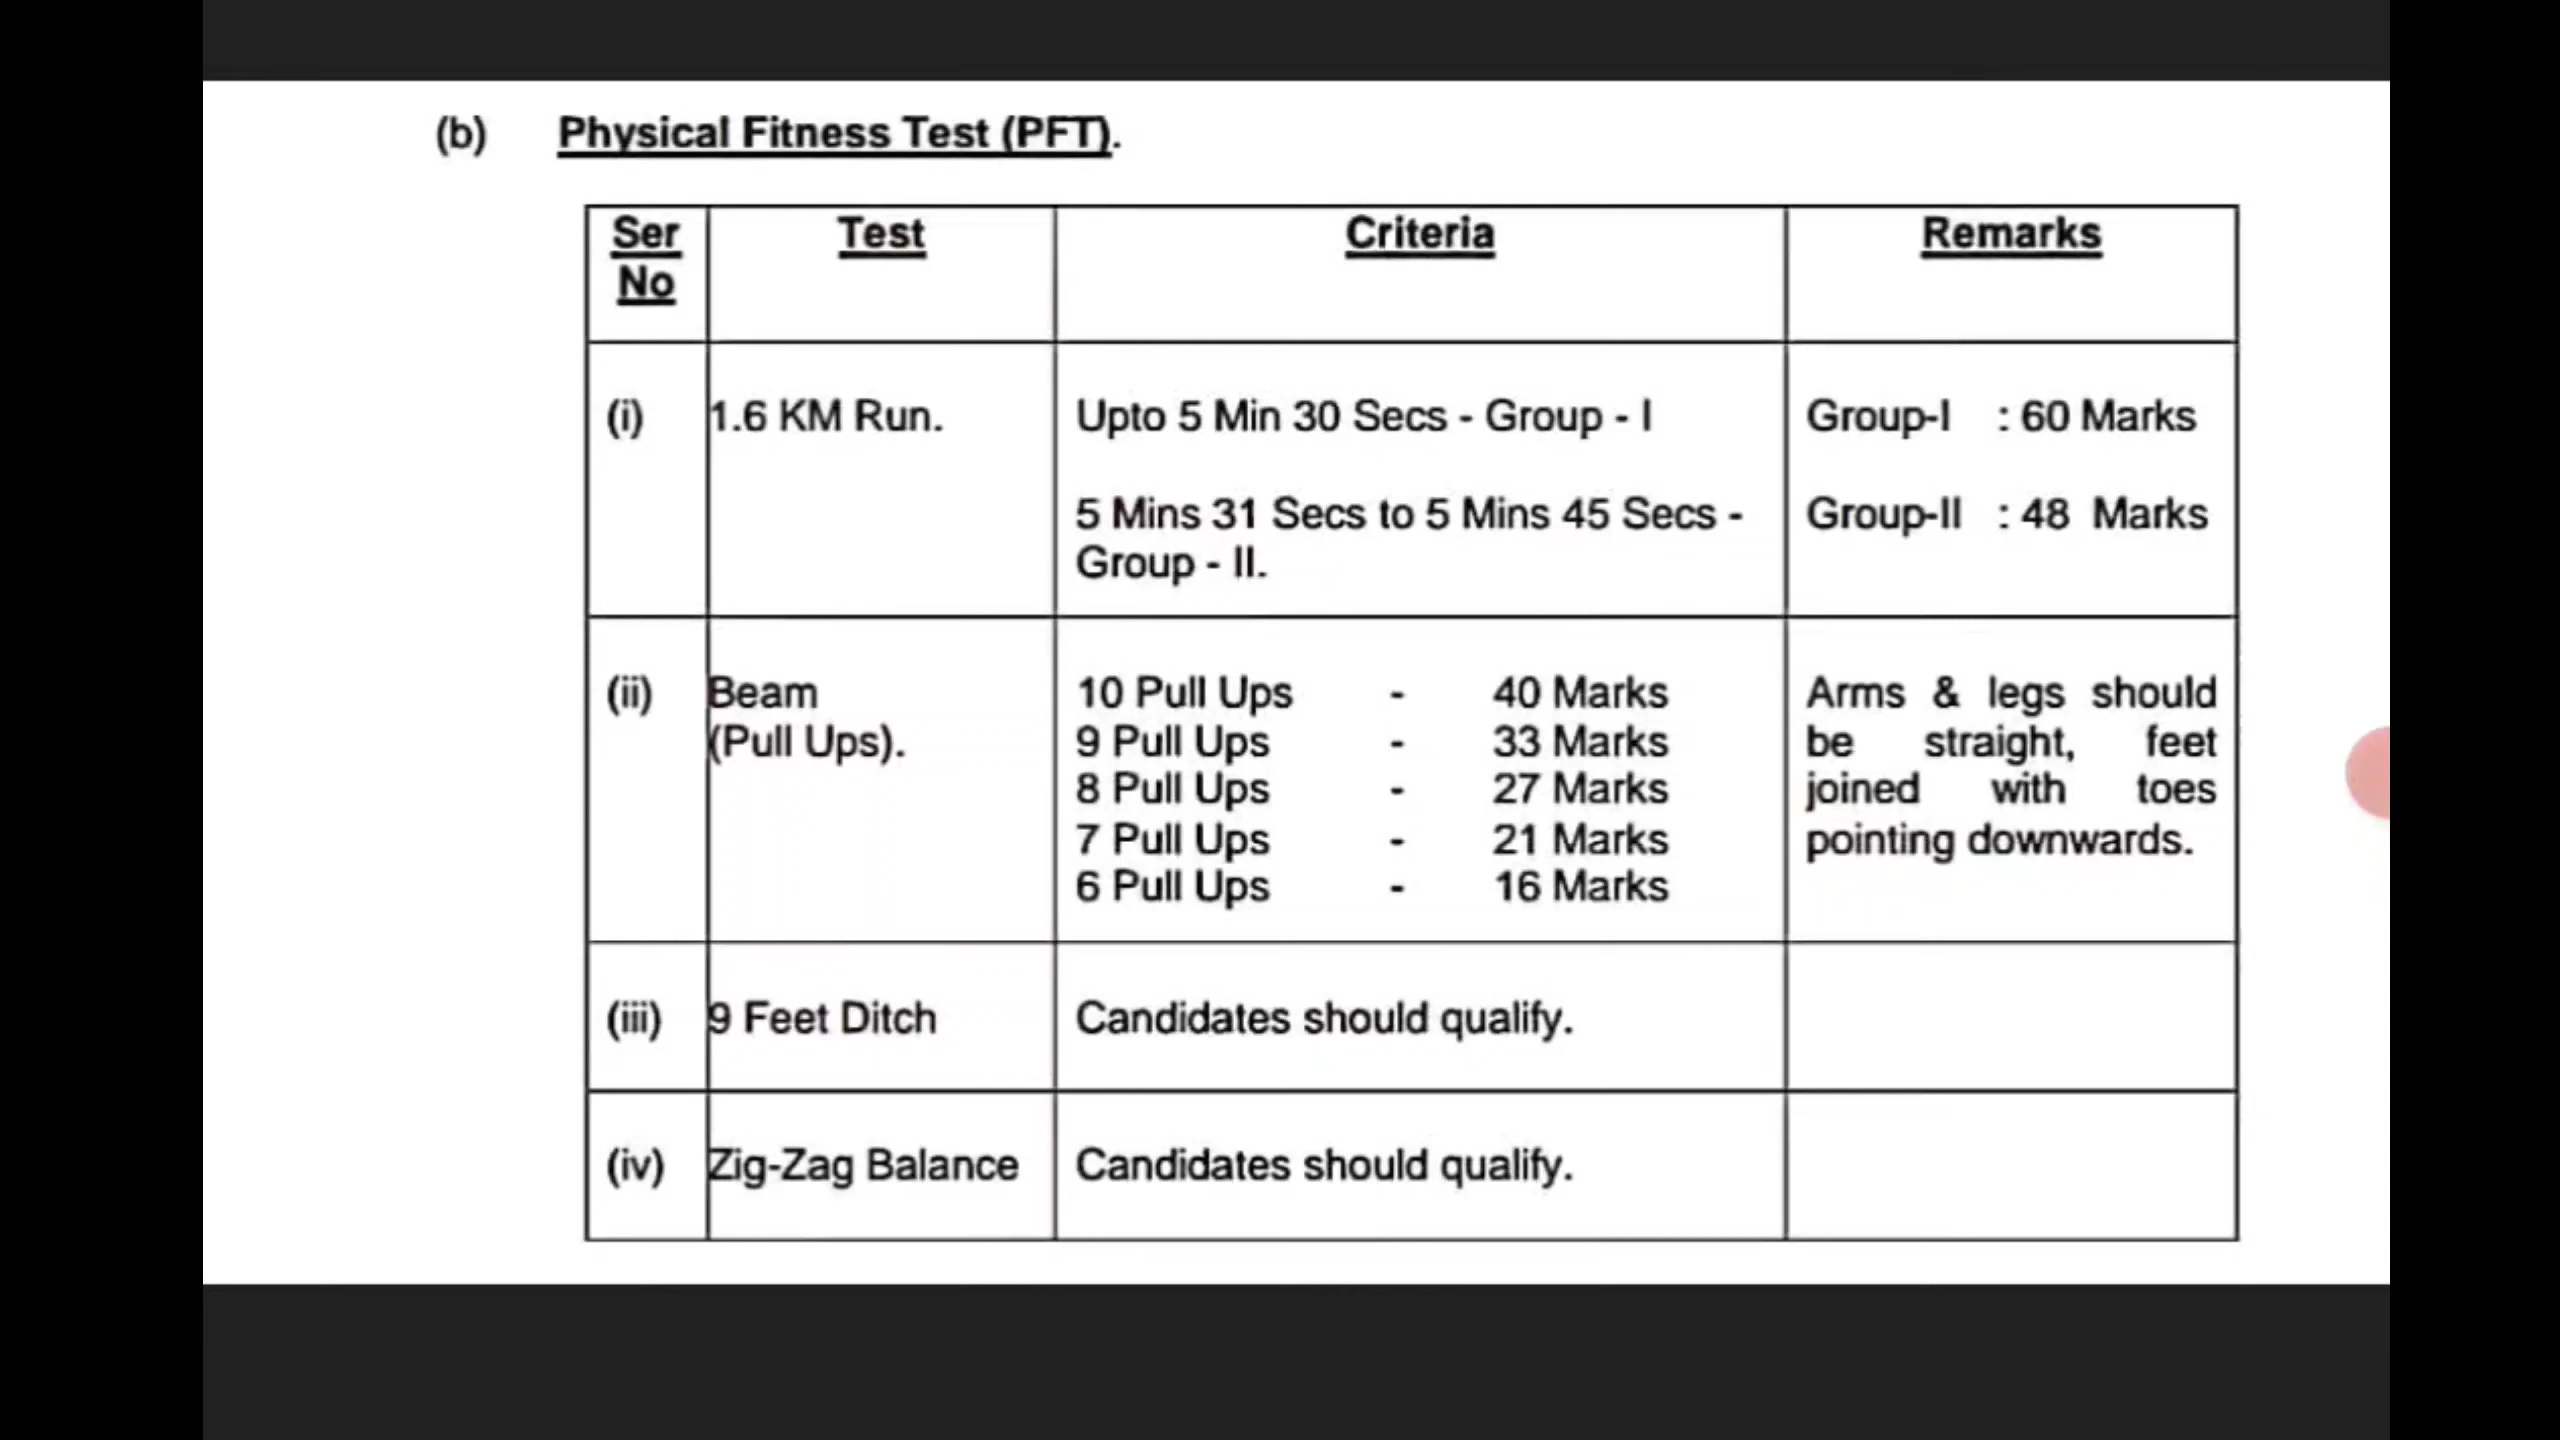 (b) Physical Fitness Test (PFT).
Ser No Test Criteria Remarks
(i) 1.6 KM Run. Upto 5 Min 30 Secs - Group - I Group-I : 60 Marks
5 Mins 31 Secs to 5 Mins 45 Secs - Group-II : 48 Marks
Group - II.
(ii) Beam 10 Pull Ups - 40 Marks Arms & legs should
(Pull Ups). 9 Pull Ups - 33 Marks be straight, feet
8 Pull Ups - 27 Marks joined with toes
7 Pull Ups - 21 Marks pointing downwards.
6 Pull Ups - 16 Marks
(iii) 9 Feet Ditch Candidates should qualify.
(iv) Zig-Zag Balance Candidates should qualify.